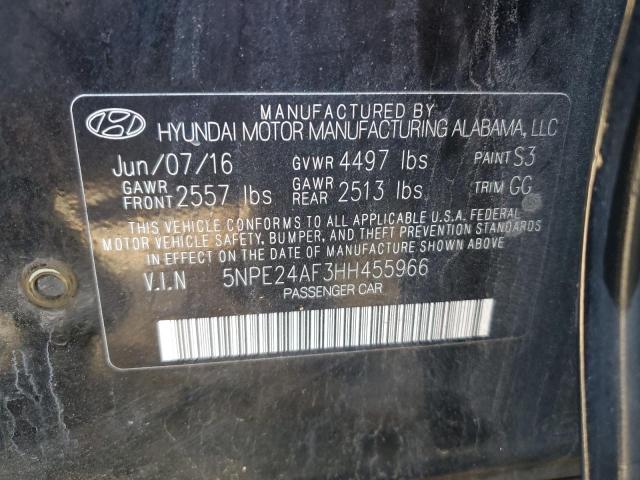 MANUFACTURED BY
HYUNDAI MOTOR MANUFACTURING ALABAMA, LLC
Jun/07/16 GVWR 4497 lbs PAINT S3
GAWR FRONT 2557 lbs GAWR REAR 2513 lbs TRIM GG
THIS VEHICLE CONFORMS TO ALL APPLICABLE U.S.A. FEDERAL
MOTOR VEHICLE SAFETY, BUMPER, AND THEFT PREVENTION STANDARDS
IN EFFECT ON THE DATE OF MANUFACTURE SHOWN ABOVE.
V.I.N 5NPE24AF3HH455966
PASSENGER CAR